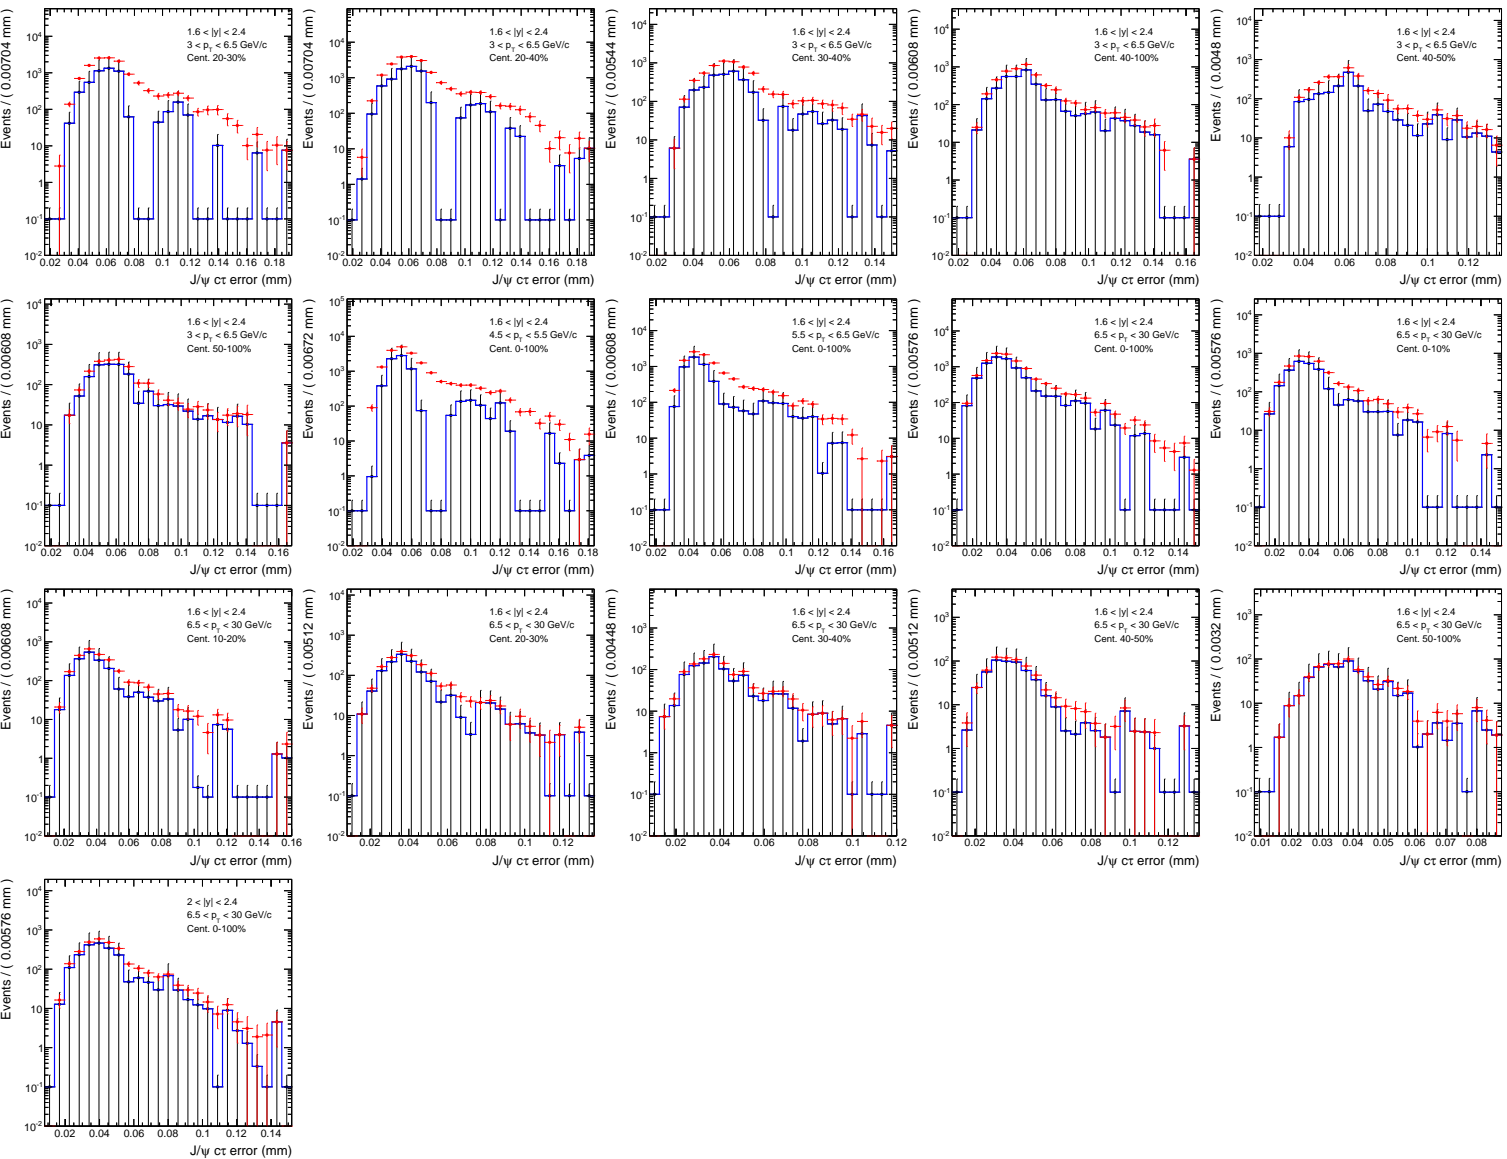 Events / ( 0.00704 mm )
1.6 < |y| < 2.4
3 < p_T < 6.5 GeV/c
Cent. 20-30%
J/ψ cτ error (mm)
Events / ( 0.00704 mm )
1.6 < |y| < 2.4
3 < p_T < 6.5 GeV/c
Cent. 20-40%
J/ψ cτ error (mm)
Events / ( 0.00544 mm )
1.6 < |y| < 2.4
3 < p_T < 6.5 GeV/c
Cent. 30-40%
J/ψ cτ error (mm)
Events / ( 0.00608 mm )
1.6 < |y| < 2.4
3 < p_T < 6.5 GeV/c
Cent. 40-100%
J/ψ cτ error (mm)
Events / ( 0.0048 mm )
1.6 < |y| < 2.4
3 < p_T < 6.5 GeV/c
Cent. 40-50%
J/ψ cτ error (mm)
Events / ( 0.00608 mm )
1.6 < |y| < 2.4
3 < p_T < 6.5 GeV/c
Cent. 50-100%
J/ψ cτ error (mm)
Events / ( 0.00672 mm )
1.6 < |y| < 2.4
4.5 < p_T < 5.5 GeV/c
Cent. 0-100%
J/ψ cτ error (mm)
Events / ( 0.00608 mm )
1.6 < |y| < 2.4
5.5 < p_T < 6.5 GeV/c
Cent. 0-100%
J/ψ cτ error (mm)
Events / ( 0.00576 mm )
1.6 < |y| < 2.4
6.5 < p_T < 30 GeV/c
Cent. 0-100%
J/ψ cτ error (mm)
Events / ( 0.00576 mm )
1.6 < |y| < 2.4
6.5 < p_T < 30 GeV/c
Cent. 0-10%
J/ψ cτ error (mm)
Events / ( 0.00608 mm )
1.6 < |y| < 2.4
6.5 < p_T < 30 GeV/c
Cent. 10-20%
J/ψ cτ error (mm)
Events / ( 0.00512 mm )
1.6 < |y| < 2.4
6.5 < p_T < 30 GeV/c
Cent. 20-30%
J/ψ cτ error (mm)
Events / ( 0.00448 mm )
1.6 < |y| < 2.4
6.5 < p_T < 30 GeV/c
Cent. 30-40%
J/ψ cτ error (mm)
Events / ( 0.00512 mm )
1.6 < |y| < 2.4
6.5 < p_T < 30 GeV/c
Cent. 40-50%
J/ψ cτ error (mm)
Events / ( 0.0032 mm )
1.6 < |y| < 2.4
6.5 < p_T < 30 GeV/c
Cent. 50-100%
J/ψ cτ error (mm)
Events / ( 0.00576 mm )
2 < |y| < 2.4
6.5 < p_T < 30 GeV/c
Cent. 0-100%
J/ψ cτ error (mm)